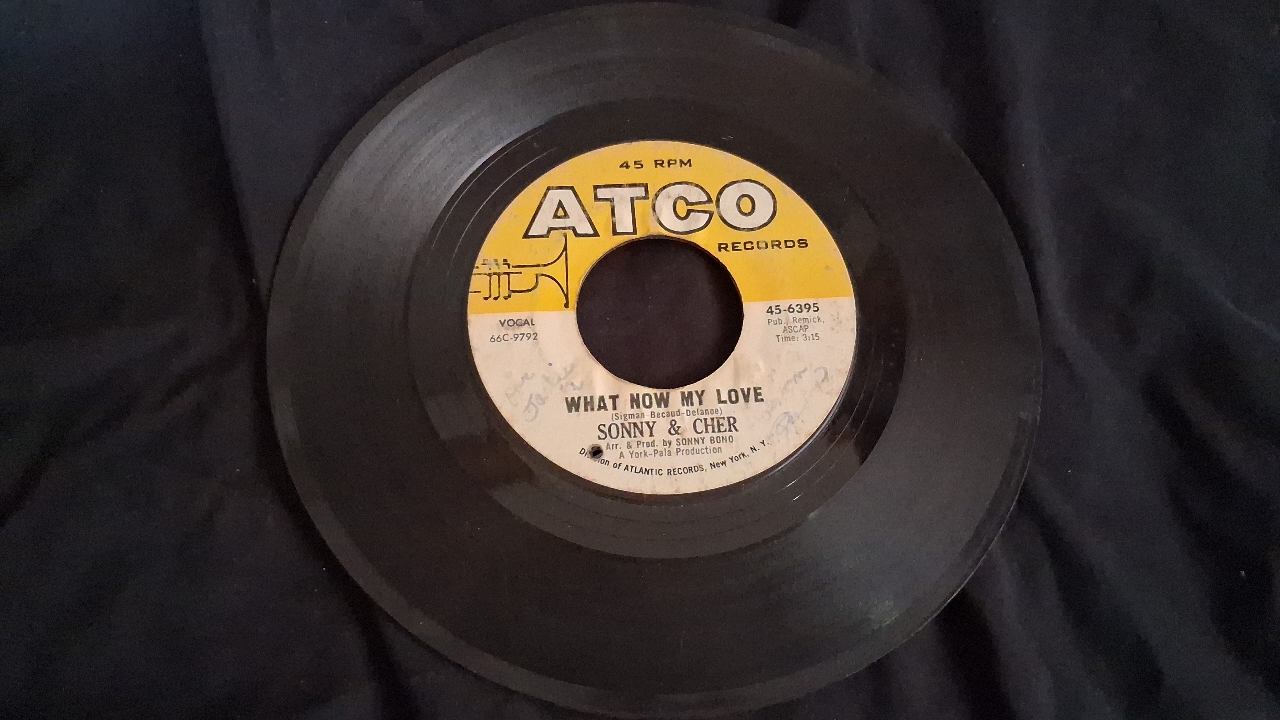 45 RPM
ATCO
RECORDS
VOCAL
66C-9792
45-6395
Pub., Remick,
ASCAP
Time: 3:15
WHAT NOW MY LOVE
(Sigman-Becaud-Delanoe)
SONNY & CHER
Arr. & Prod. by SONNY BONO
A York-Pala Production
of ATLANTIC RECORDS, New York, N. Y.